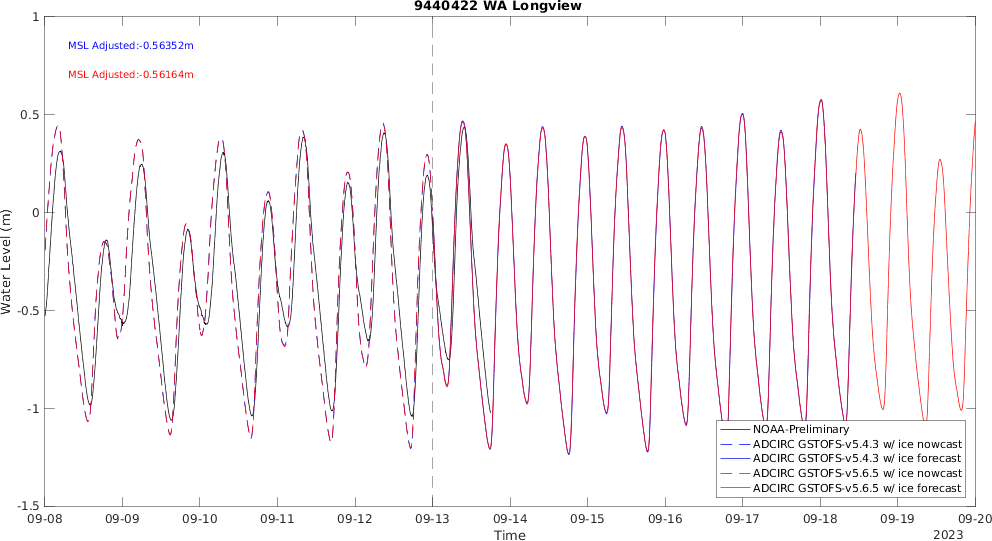 9440422 WA Longview
MSL Adjusted:-0.56352m
MSL Adjusted:-0.56164m
Water Level (m)
1
0.5
0
-0.5
-1
-1.5
NOAA-Preliminary
ADCIRC GSTOFS-v5.4.3 w/ ice nowcast
ADCIRC GSTOFS-v5.4.3 w/ ice forecast
ADCIRC GSTOFS-v5.6.5 w/ ice nowcast
ADCIRC GSTOFS-v5.6.5 w/ ice forecast
09-08 09-09 09-10 09-11 09-12 09-13 09-14 09-15 09-16 09-17 09-18 09-19 09-20
Time
2023